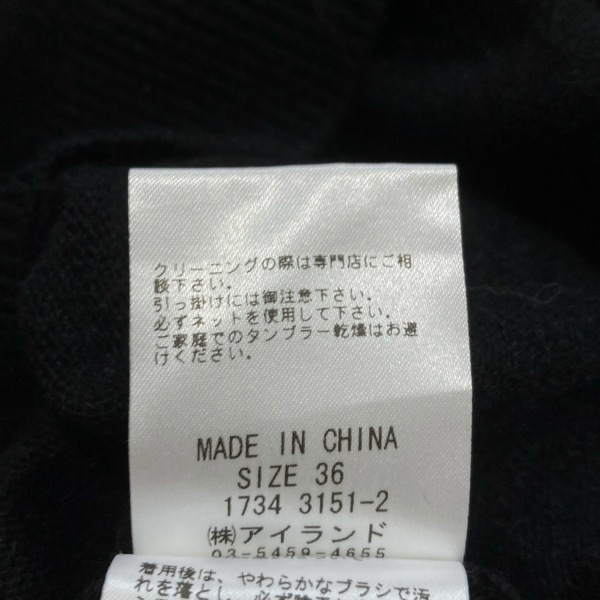 クリーニングの際は専門店にご相
談下さい。
引っ掛けには御注意下さい。
必ずネットを使用して下さい。
ご家庭でのタンブラー乾燥はお避
けください。
MADE IN CHINA
SIZE 36
1734 3151-2
㈱アイランド
03-5459-4655
着用後は、やわらかなブラシで汚
れを落とし、必ず